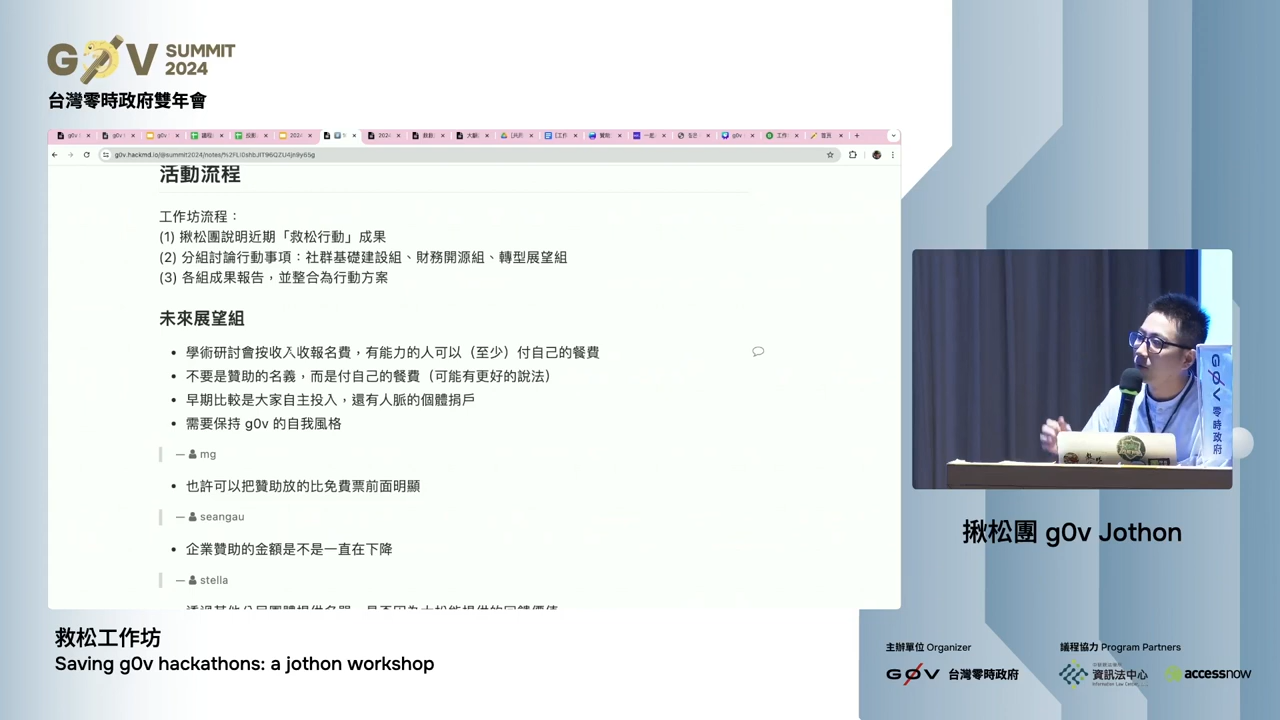 G0V SUMMIT 2024
台灣零時政府雙年會
g0v.hackmd.io/@summit2024/notes/
活動流程
工作坊流程：
(1) 揪松團說明近期「救松行動」成果
(2) 分組討論行動事項：社群基礎建設組、財務開源組、轉型展望組
(3) 各組成果報告，並整合為行動方案
未來展望組
學術研討會按收入收報名費，有能力的人可以（至少）付自己的餐費
不要是贊助的名義，而是付自己的餐費（可能有更好的說法）
早期比較是大家自主投入，還有人脈的個體捐戶
需要保持 g0v 的自我風格
— mg
也許可以把贊助放的比免費票前面明顯
— seangau
企業贊助的金額是不是一直在下降
— stella
G0V 零時政府
揪松團 g0v Jothon
救松工作坊
Saving g0v hackathons: a jothon workshop
主辦單位 Organizer
G0V 台灣零時政府
議程協力 Program Partners
資訊法中心
accessnow